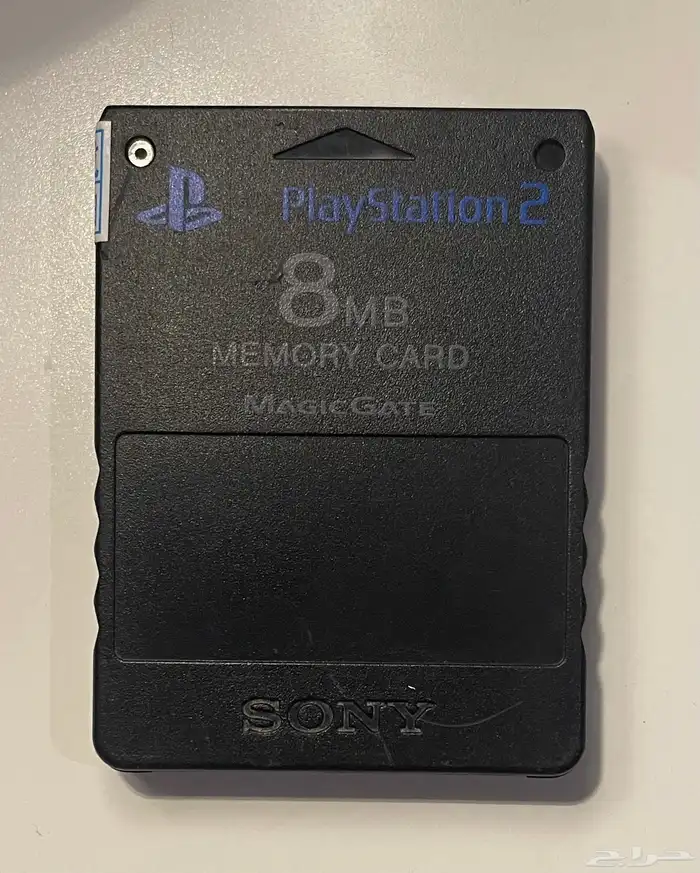 PlayStation 2
8MB
MEMORY CARD
MAGICGATE
SONY
حراج